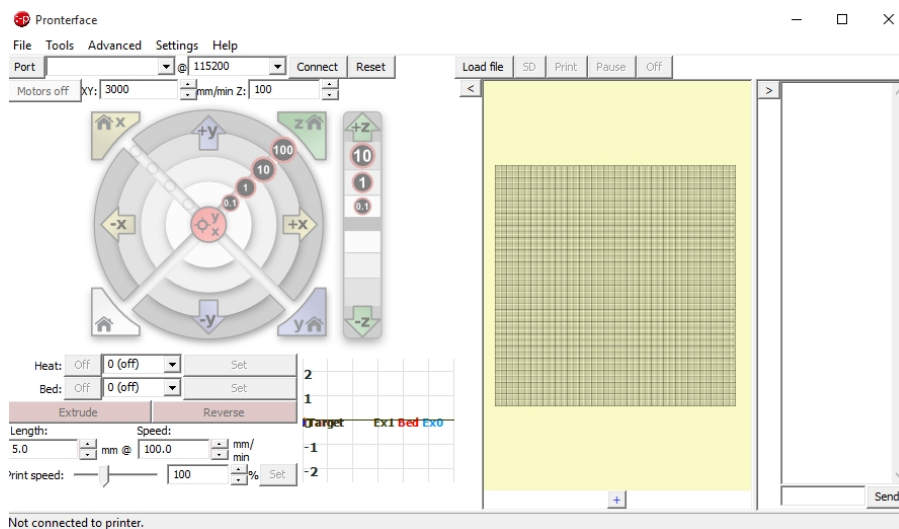 Pronterface
File Tools Advanced Settings Help
Port @ 115200 Connect Reset Load file SD Print Pause Off
Motors off XY: 3000 mm/min Z: 100 < >
x +y z +z
100 10
10 1
1 0.1
0.1
-x y x +x
-y y -z
Heat: Off 0 (off) Set
Bed: Off 0 (off) Set
Extrude Reverse
Length: Speed:
5.0 mm @ 100.0 mm/
min
Print speed: 100 % Set
2
1
Target Ex1 Bed Ex0
-1
-2
+ Send
Not connected to printer.